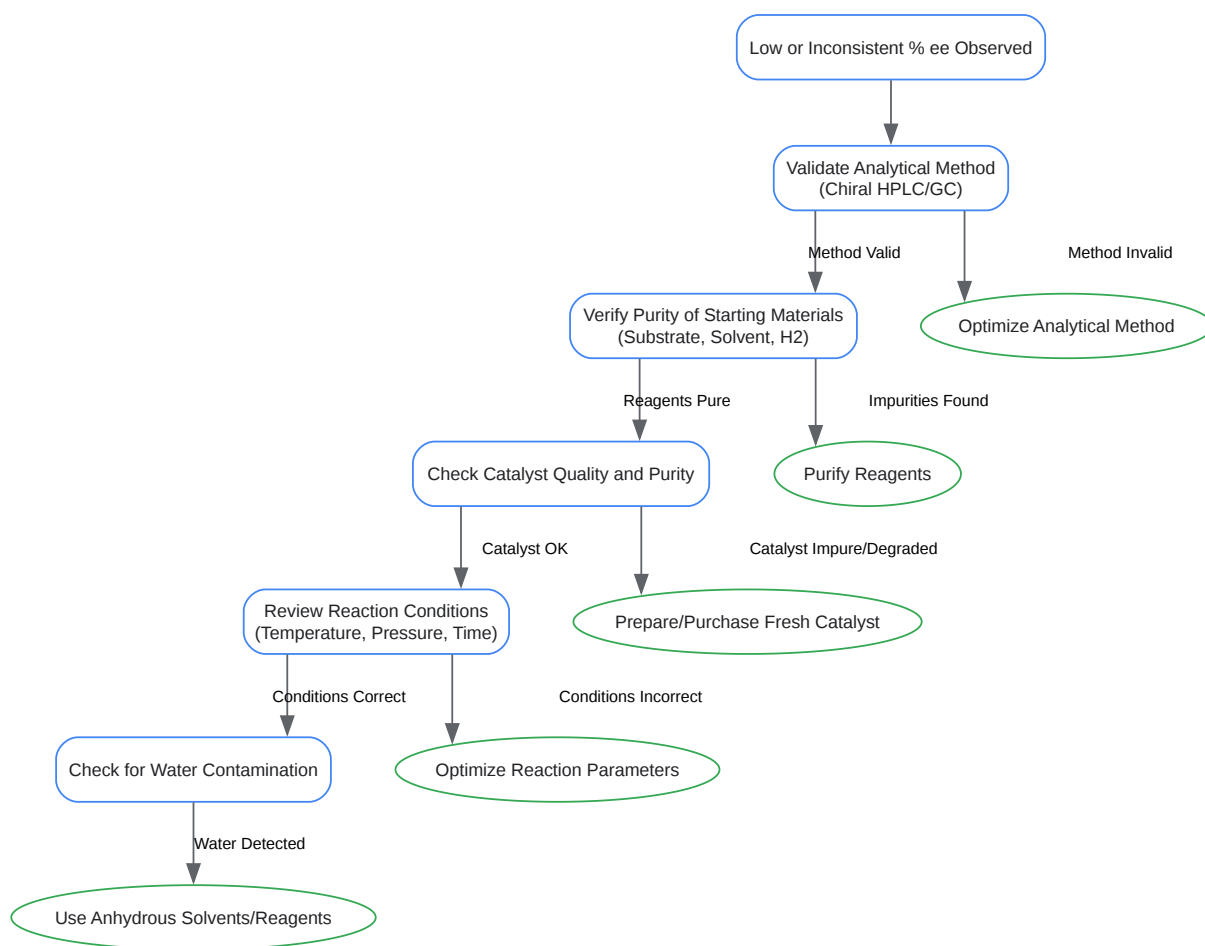 Low or Inconsistent % ee Observed
Validate Analytical Method
(Chiral HPLC/GC)
Method Valid
Method Invalid
Verify Purity of Starting Materials
(Substrate, Solvent, H2)
Optimize Analytical Method
Reagents Pure
Impurities Found
Check Catalyst Quality and Purity
Purify Reagents
Catalyst OK
Catalyst Impure/Degraded
Review Reaction Conditions
(Temperature, Pressure, Time)
Prepare/Purchase Fresh Catalyst
Conditions Correct
Conditions Incorrect
Check for Water Contamination
Optimize Reaction Parameters
Water Detected
Use Anhydrous Solvents/Reagents